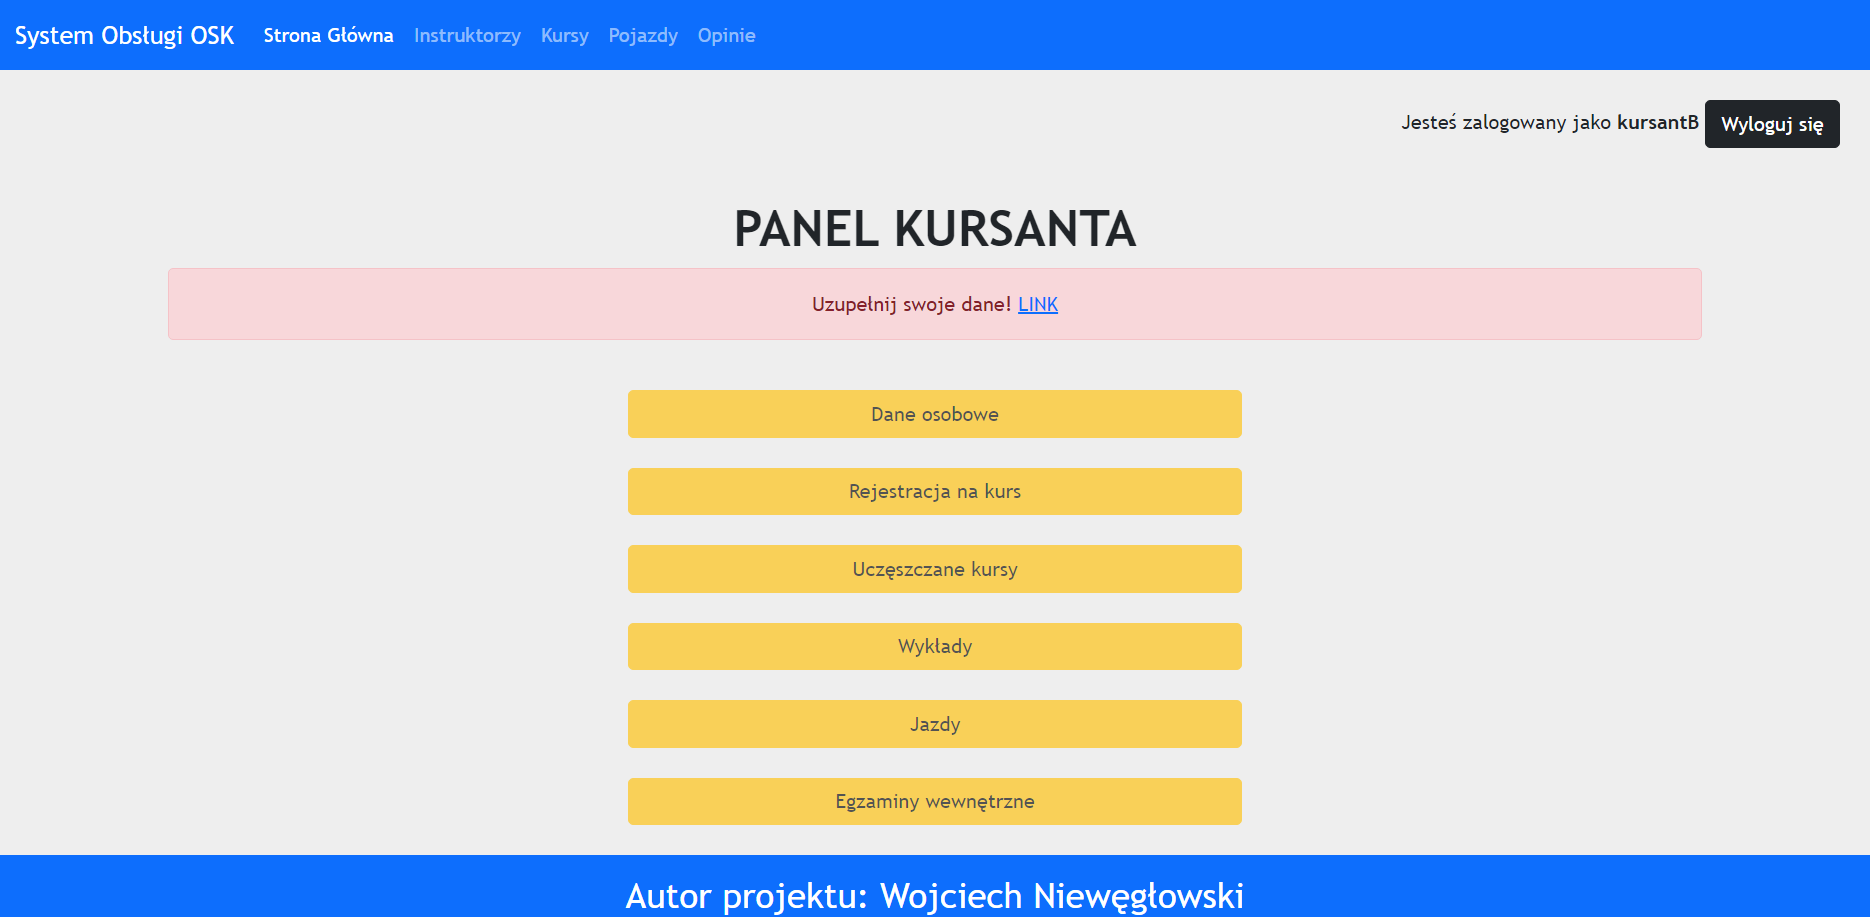 System Obsługi OSK Strona Główna Instruktorzy Kursy Pojazdy Opinie
Jesteś zalogowany jako kursantB Wyloguj się
PANEL KURSANTA
Uzupełnij swoje dane! LINK
Dane osobowe
Rejestracja na kurs
Uczęszczane kursy
Wykłady
Jazdy
Egzaminy wewnętrzne
Autor projektu: Wojciech Niewęgłowski